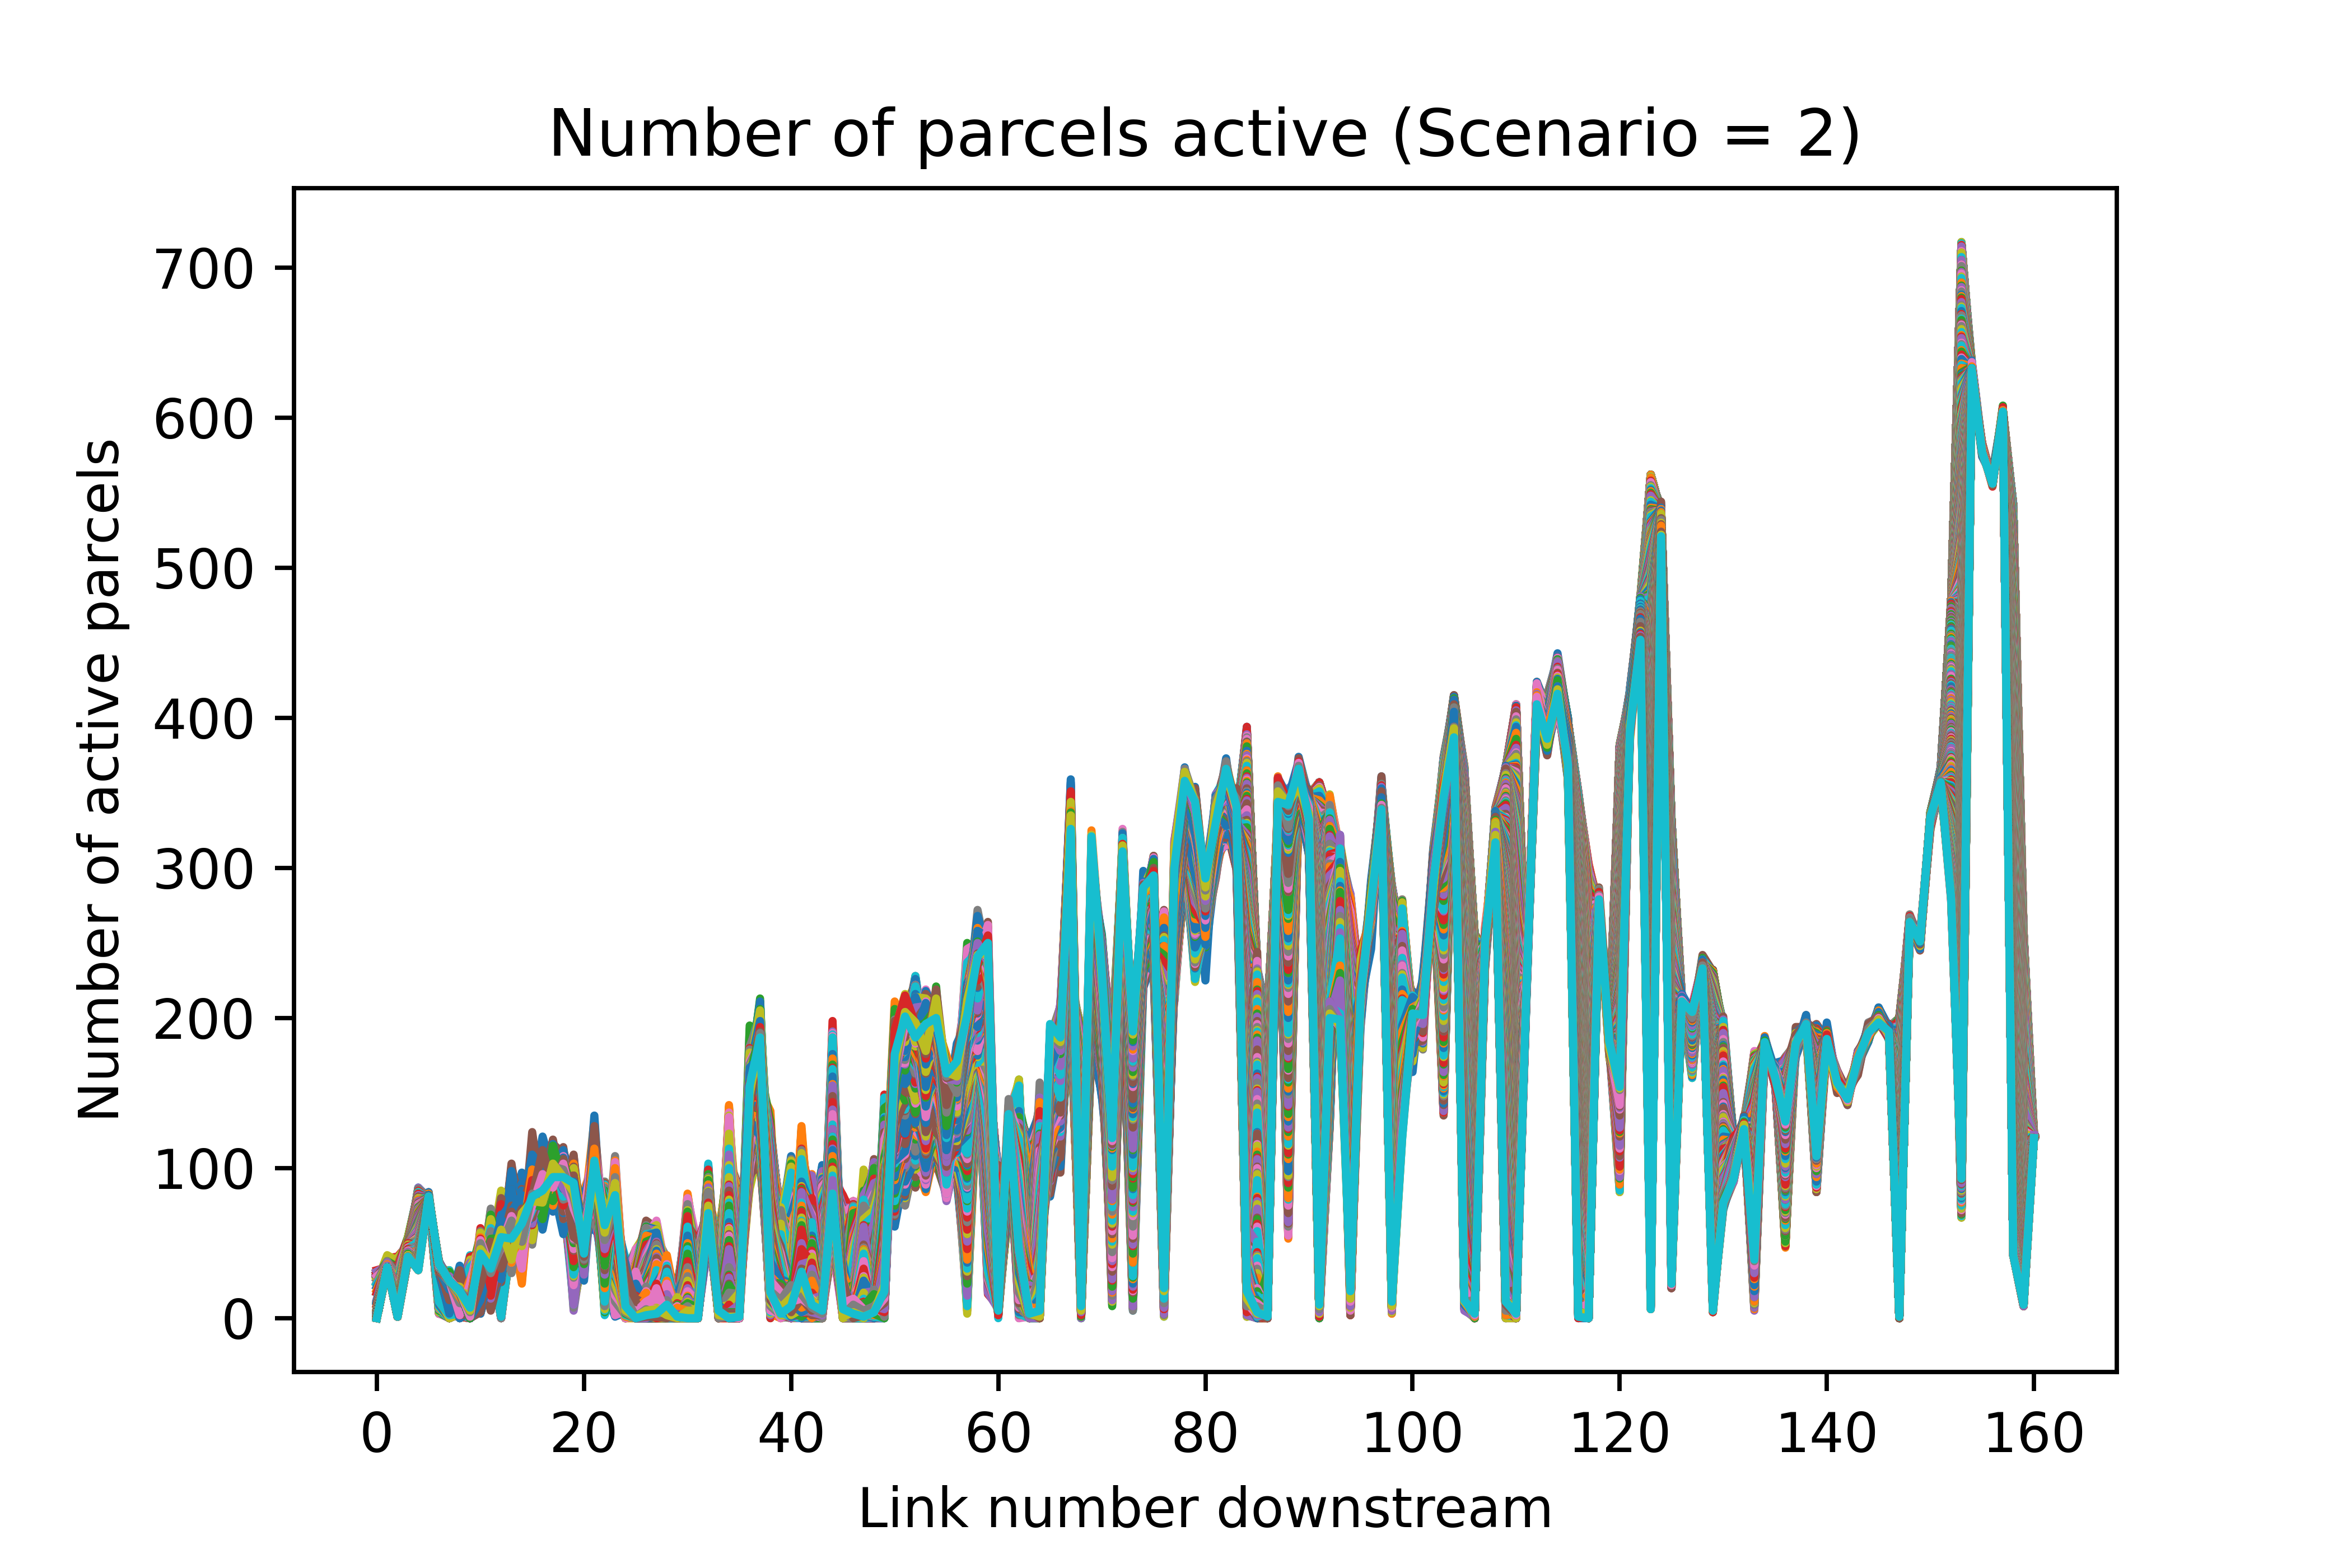 Number of parcels active (Scenario = 2)
Number of active parcels
700
600
500
400
300
200
100
0
0 20 40 60 80 100 120 140 160
Link number downstream